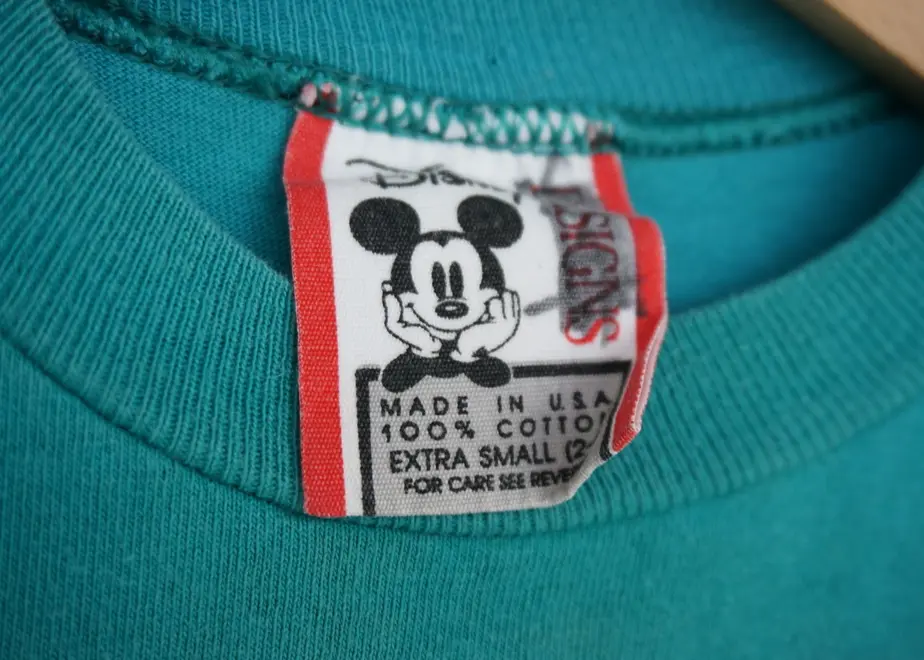 Disney
DESIGNS
MADE IN U.S.A.
100% COTTO
EXTRA SMALL (2-
FOR CARE SEE REVE